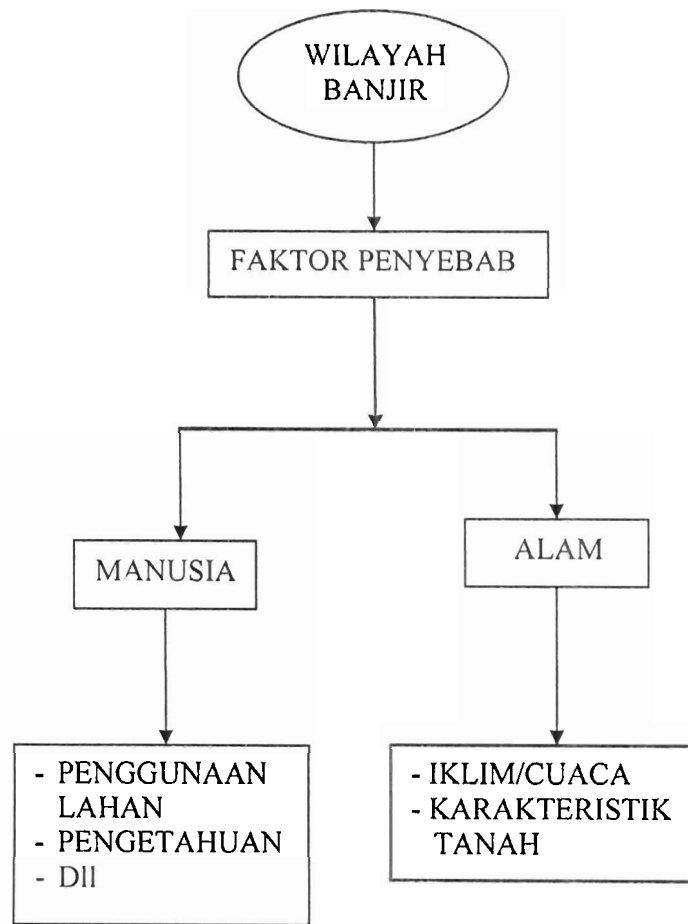 WILAYAH
BANJIR
FAKTOR PENYEBAB
MANUSIA
ALAM
- PENGGUNAAN
LAHAN
- PENGETAHUAN
- Dll
- IKLIM/CUACA
- KARAKTERISTIK
TANAH